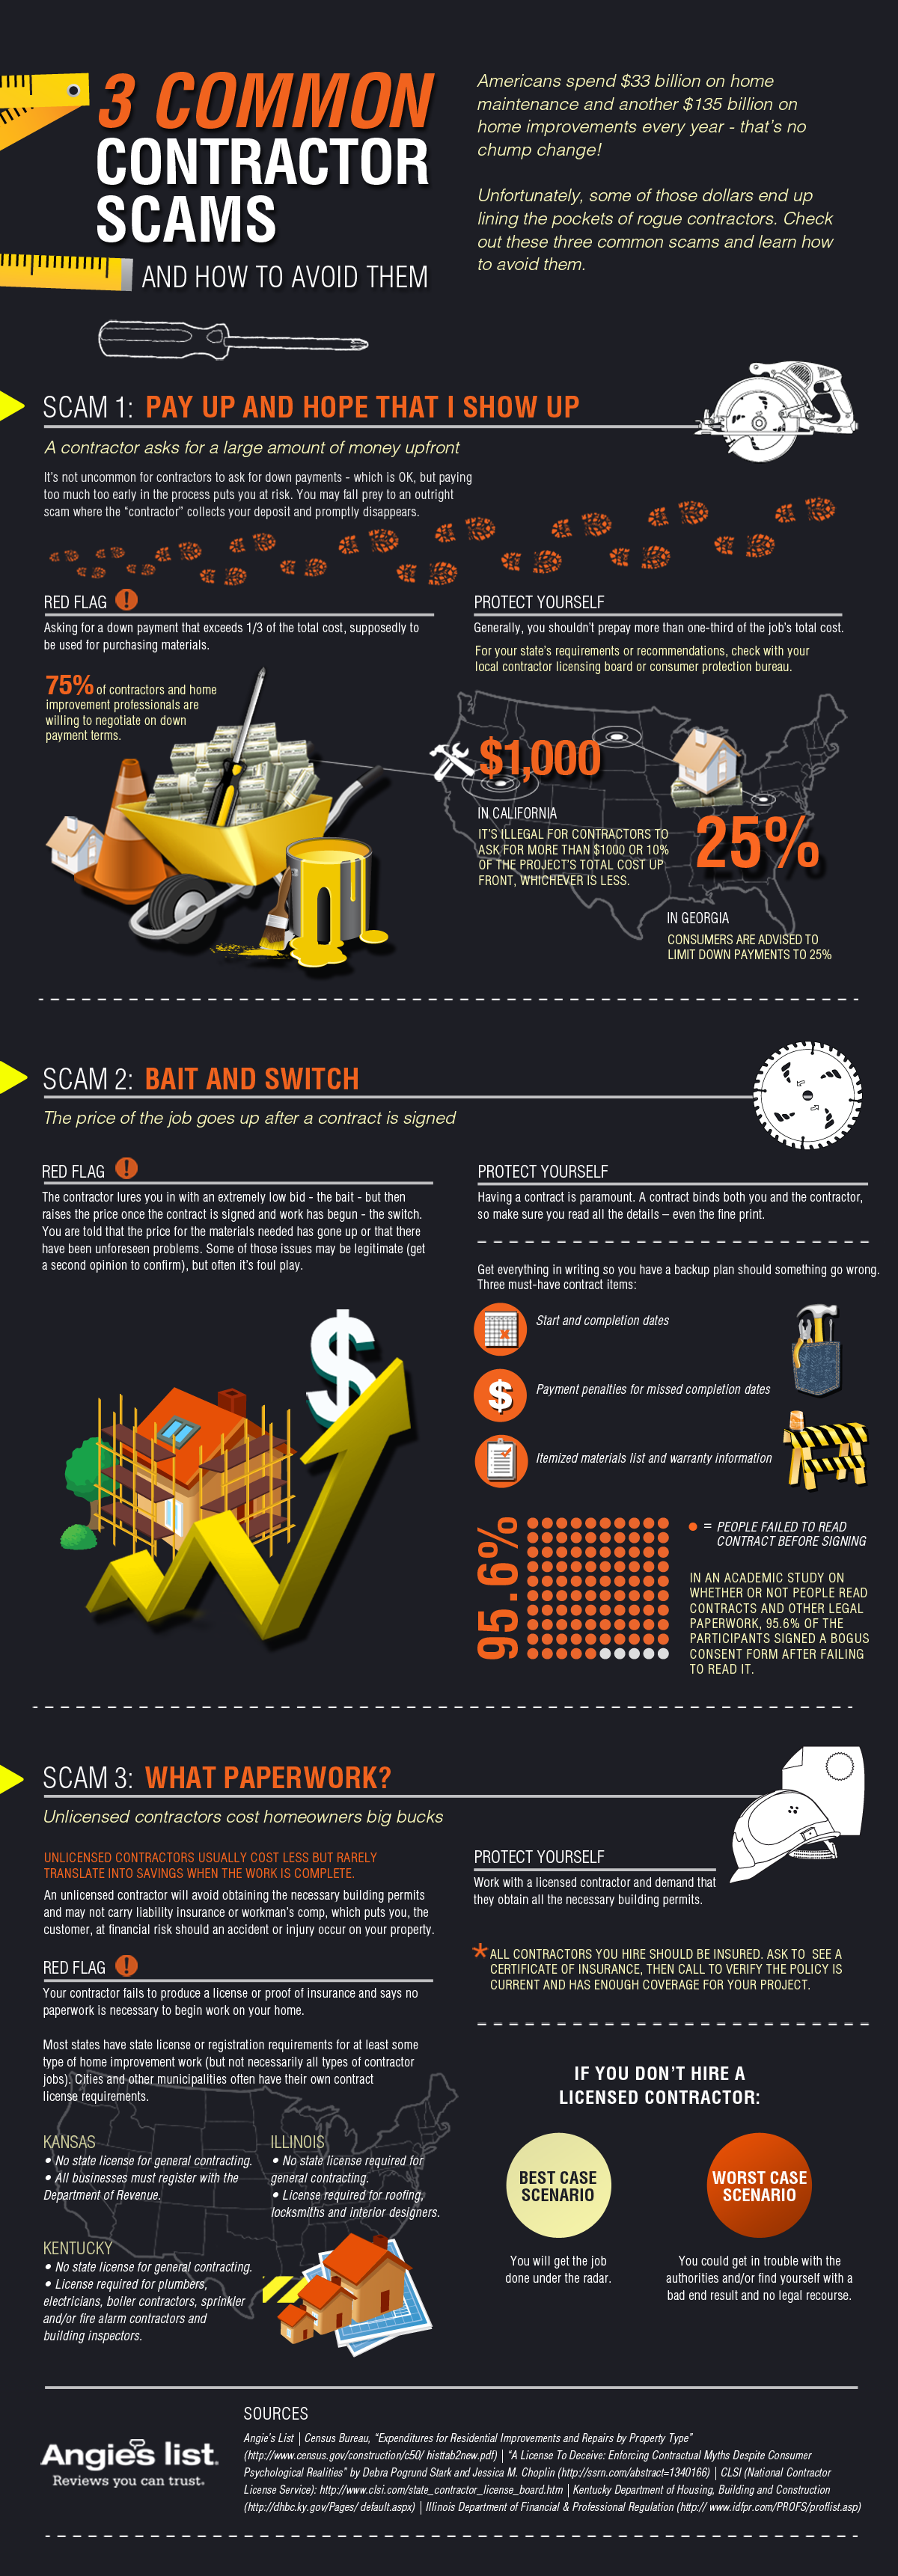 3 COMMON
CONTRACTOR
SCAMS
AND HOW TO AVOID THEM
Americans spend $33 billion on home
maintenance and another $135 billion on
home improvements every year - that's no
chump change!
Unfortunately, some of those dollars end up
lining the pockets of rogue contractors. Check
out these three common scams and learn how
to avoid them.
SCAM 1: PAY UP AND HOPE THAT I SHOW UP
A contractor asks for a large amount of money upfront
It's not uncommon for contractors to ask for down payments - which is OK, but paying
too much too early in the process puts you at risk. You may fall prey to an outright
scam where the "contractor" collects your deposit and promptly disappears.
RED FLAG !
Asking for a down payment that exceeds 1/3 of the total cost, supposedly to
be used for purchasing materials.
75% of contractors and home
improvement professionals are
willing to negotiate on down
payment terms.
PROTECT YOURSELF
Generally, you shouldn't prepay more than one-third of the job's total cost.
For your state's requirements or recommendations, check with your
local contractor licensing board or consumer protection bureau.
$1,000
IN CALIFORNIA
IT'S ILLEGAL FOR CONTRACTORS TO
ASK FOR MORE THAN $1000 OR 10%
OF THE PROJECT'S TOTAL COST UP
FRONT, WHICHEVER IS LESS.
25%
IN GEORGIA
CONSUMERS ARE ADVISED TO
LIMIT DOWN PAYMENTS TO 25%
SCAM 2: BAIT AND SWITCH
The price of the job goes up after a contract is signed
RED FLAG !
The contractor lures you in with an extremely low bid - the bait - but then
raises the price once the contract is signed and work has begun - the switch.
You are told that the price for the materials needed has gone up or that there
have been unforeseen problems. Some of those issues may be legitimate (get
a second opinion to confirm), but often it's foul play.
$
PROTECT YOURSELF
Having a contract is paramount. A contract binds both you and the contractor,
so make sure you read all the details – even the fine print.
Get everything in writing so you have a backup plan should something go wrong.
Three must-have contract items:
Start and completion dates
$ Payment penalties for missed completion dates
Itemized materials list and warranty information
95.6%
= PEOPLE FAILED TO READ
CONTRACT BEFORE SIGNING
IN AN ACADEMIC STUDY ON
WHETHER OR NOT PEOPLE READ
CONTRACTS AND OTHER LEGAL
PAPERWORK, 95.6% OF THE
PARTICIPANTS SIGNED A BOGUS
CONSENT FORM AFTER FAILING
TO READ IT.
SCAM 3: WHAT PAPERWORK?
Unlicensed contractors cost homeowners big bucks
UNLICENSED CONTRACTORS USUALLY COST LESS BUT RARELY
TRANSLATE INTO SAVINGS WHEN THE WORK IS COMPLETE.
An unlicensed contractor will avoid obtaining the necessary building permits
and may not carry liability insurance or workman's comp, which puts you, the
customer, at financial risk should an accident or injury occur on your property.
RED FLAG !
Your contractor fails to produce a license or proof of insurance and says no
paperwork is necessary to begin work on your home.
Most states have state license or registration requirements for at least some
type of home improvement work (but not necessarily all types of contractor
jobs). Cities and other municipalities often have their own contract
license requirements.
KANSAS
• No state license for general contracting.
• All businesses must register with the
Department of Revenue.
ILLINOIS
• No state license required for
general contracting.
• License required for roofing,
locksmiths and interior designers.
KENTUCKY
• No state license for general contracting.
• License required for plumbers,
electricians, boiler contractors, sprinkler
and/or fire alarm contractors and
building inspectors.
PROTECT YOURSELF
Work with a licensed contractor and demand that
they obtain all the necessary building permits.
*ALL CONTRACTORS YOU HIRE SHOULD BE INSURED. ASK TO SEE A
CERTIFICATE OF INSURANCE, THEN CALL TO VERIFY THE POLICY IS
CURRENT AND HAS ENOUGH COVERAGE FOR YOUR PROJECT.
IF YOU DON'T HIRE A
LICENSED CONTRACTOR:
BEST CASE
SCENARIO
You will get the job
done under the radar.
WORST CASE
SCENARIO
You could get in trouble with the
authorities and/or find yourself with a
bad end result and no legal recourse.
Angie's list.
Reviews you can trust.
SOURCES
Angie's List | Census Bureau, "Expenditures for Residential Improvements and Repairs by Property Type"
(http://www.census.gov/construction/c50/ histtab2new.pdf) | "A License To Deceive: Enforcing Contractual Myths Despite Consumer
Psychological Realities" by Debra Pogrund Stark and Jessica M. Choplin (http://ssrn.com/abstract=1340166) | CLSI (National Contractor
License Service): http://www.clsi.com/state_contractor_license_board.htm | Kentucky Department of Housing, Building and Construction
(http://dhbc.ky.gov/Pages/ default.aspx) | Illinois Department of Financial & Professional Regulation (http:// www.idfpr.com/PROFS/proflist.asp)